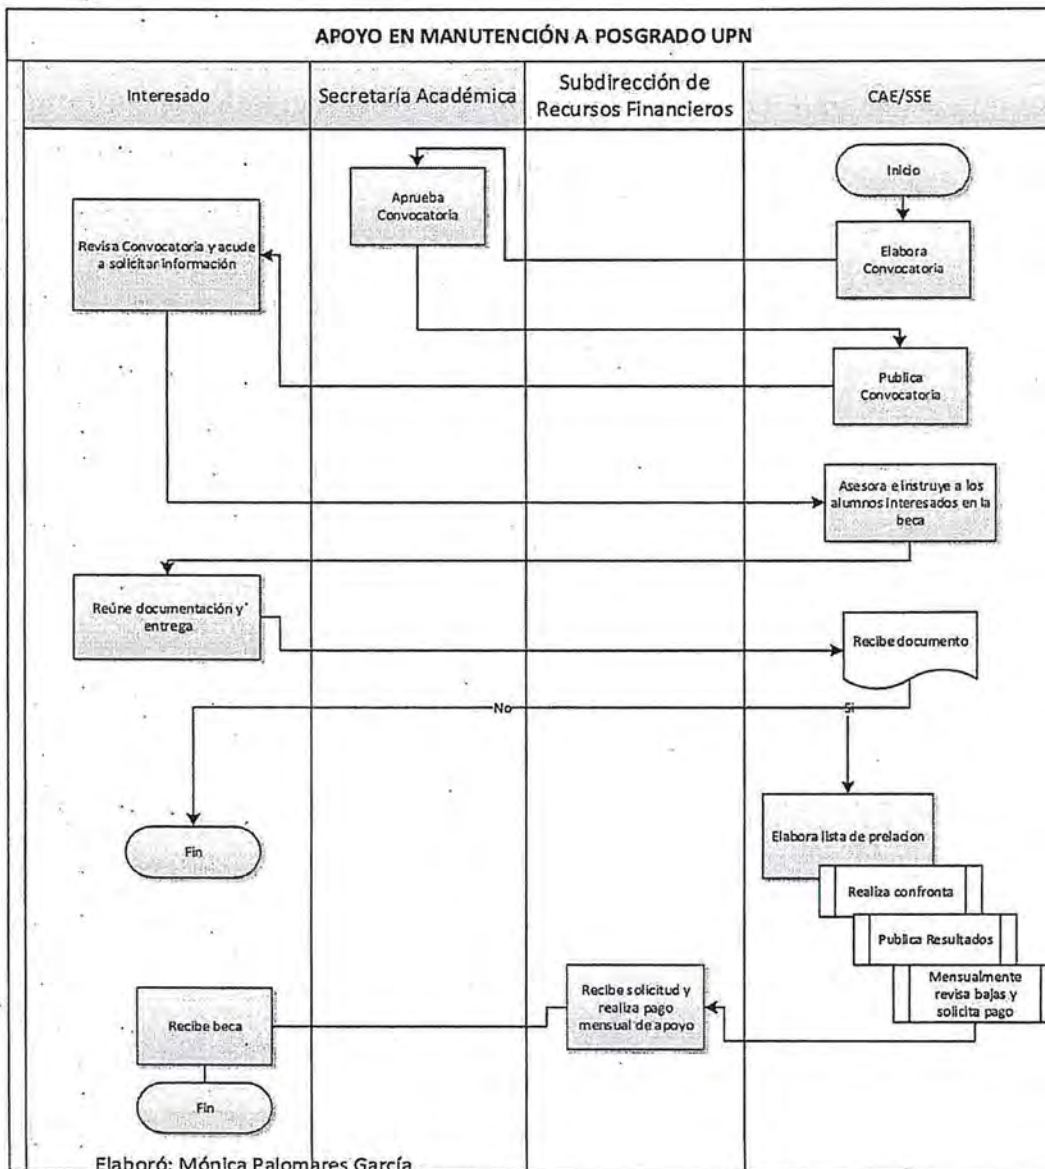 APOYO EN MANUTENCIÓN A POSGRADO UPN
Interesado
Secretaría Académica
Subdirección de
Recursos Financieros
CAE/SSE
Inicio
Aprueba
Convocatoria
Revisa Convocatoria y acude
a solicitar información
Elabora
Convocatoria
Publica
Convocatoria
Asesora e instruye a los
alumnos interesados en la
beca
Reúne documentación y
entrega
Recibe documento
No
Si
Elabora lista de prelacion
Fin
Realiza confronta
Publica Resultados
Mensualmente
revisa bajas y
solicita pago
Recibe solicitud y
realiza pago
mensual de apoyo
Recibe beca
Fin
Elaboró: Mónica Palomares García